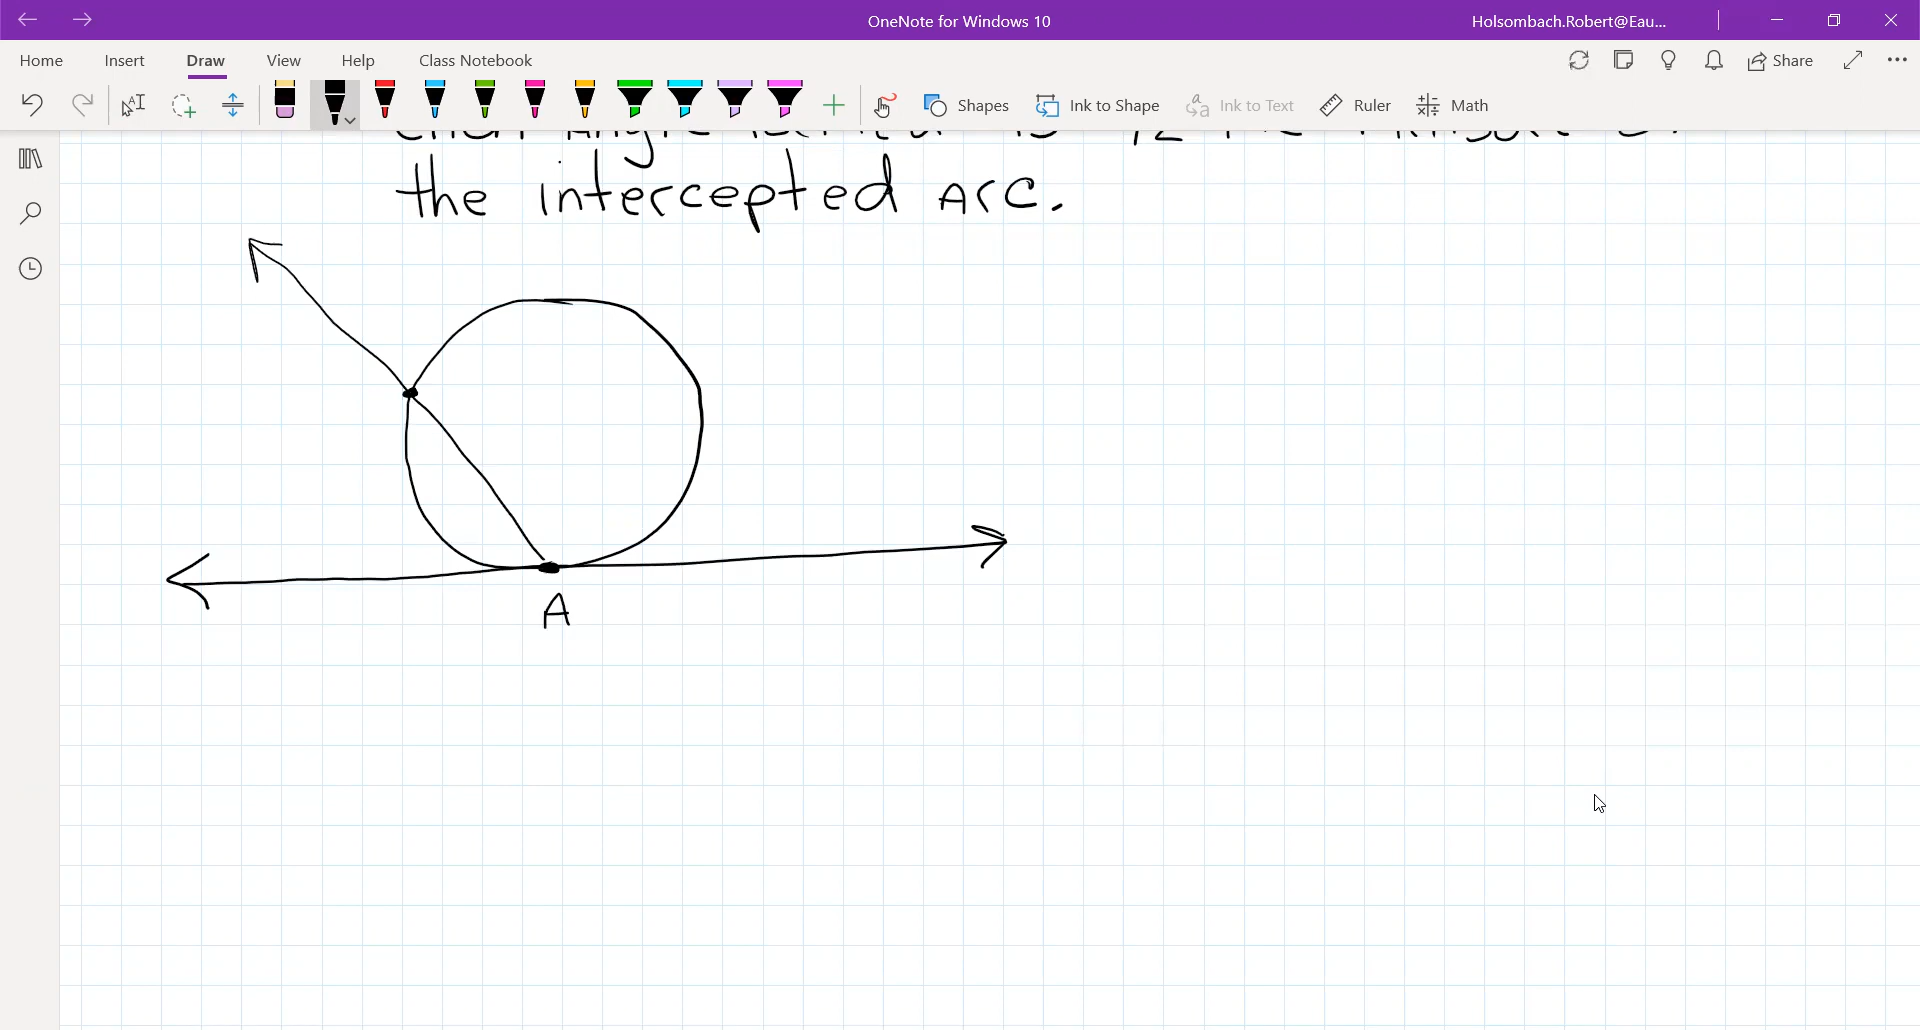 OneNote for Windows 10
Holsombach.Robert@Eau...
Home Insert Draw View Help Class Notebook
Share
Shapes Ink to Shape Ink to Text Ruler Math
the intercepted Arc.
A